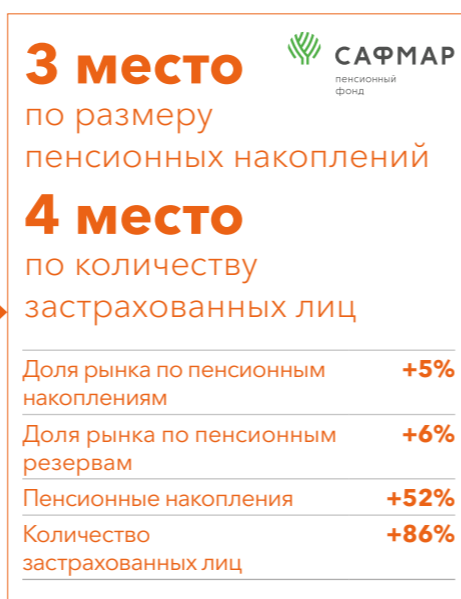 3 место
по размеру
пенсионных накоплений
САФМАР
пенсионный
фонд
4 место
по количеству
застрахованных лиц
Доля рынка по пенсионным накоплениям +5%
Доля рынка по пенсионным резервам +6%
Пенсионные накопления +52%
Количество застрахованных лиц +86%